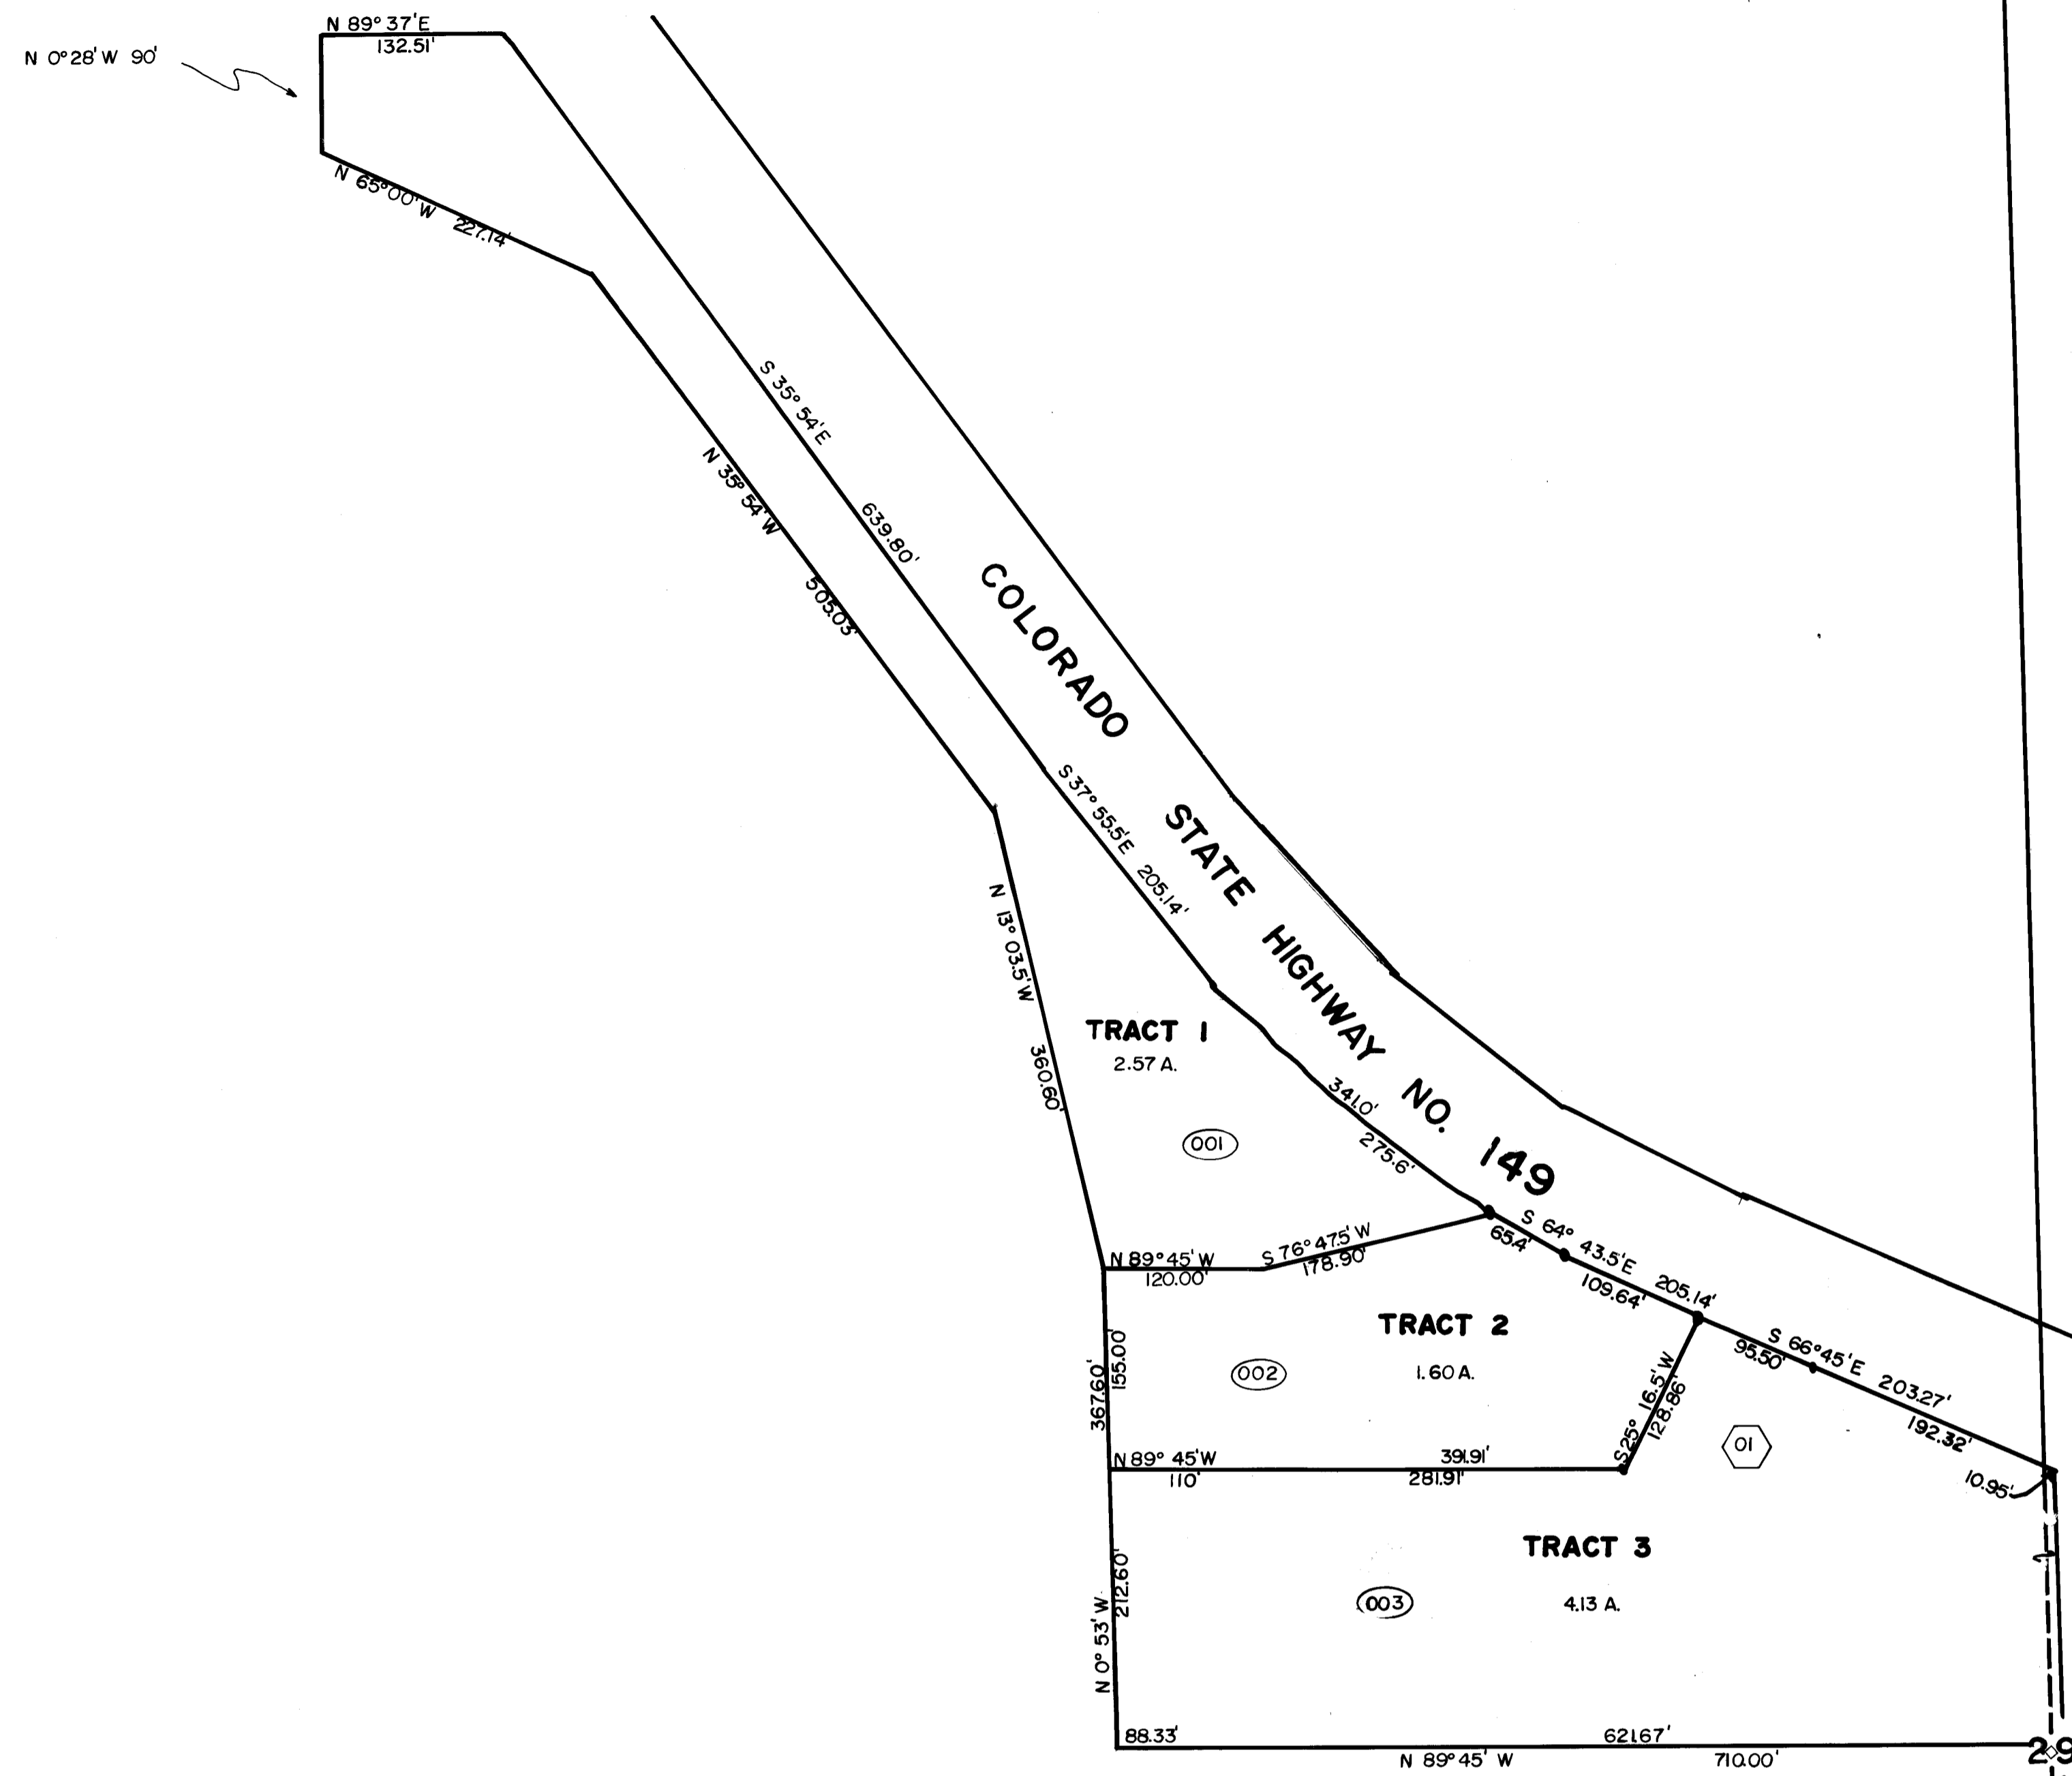 N 89° 37' E
132.51'
N 0° 28' W 90'
N 65° 00' W 227.14'
S 35° 54' E 639.80'
N 35° 54' W 505.03'
COLORADO STATE HIGHWAY NO. 149
S 37° 55.5' E 205.14'
N 13° 03.5' W 360.60'
TRACT 1
2.57 A.
001
341.0'
275.6'
S 64° 43.5' E 205.14'
65.4'
109.64'
S 76° 47.5' W
178.90'
N 89° 45' W
120.00'
TRACT 2
1.60 A.
002
155.00'
367.60'
S 25° 16.5' W
128.86'
S 66° 45' E 203.27'
95.50'
192.32'
10.95'
01
N 89° 45' W
391.91'
110'
281.91'
TRACT 3
003
4.13 A.
212.60'
N 0° 53' W
88.33'
621.67'
N 89° 45' W
710.00'
29